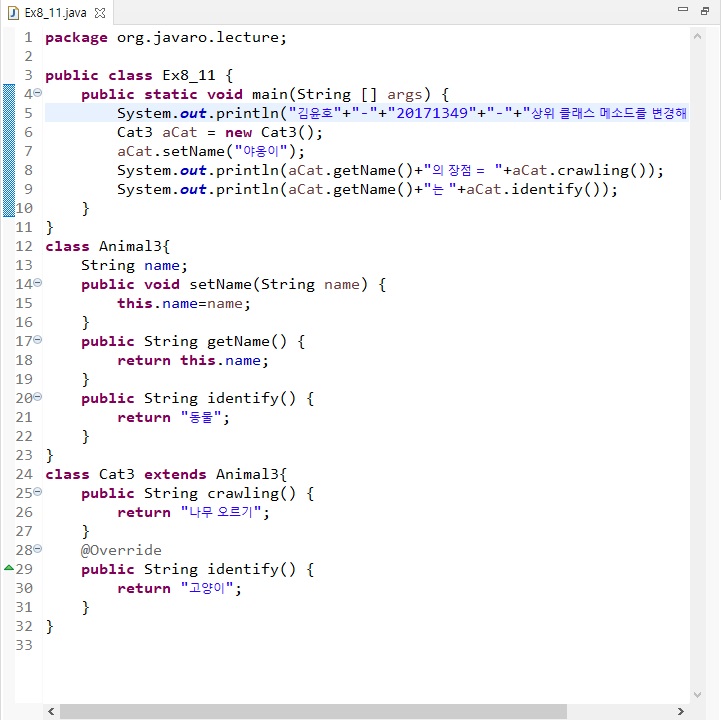 Ex8_11.java
1 package org.javaro.lecture;
2
3 public class Ex8_11 {
4 public static void main(String [] args) {
5 System.out.println("김윤호"+"-"+"20171349"+"-"+"상위 클래스 메소드를 변경해
6 Cat3 aCat = new Cat3();
7 aCat.setName("야옹이");
8 System.out.println(aCat.getName()+"의 장점 = "+aCat.crawling());
9 System.out.println(aCat.getName()+"는 "+aCat.identify());
10 }
11 }
12 class Animal3{
13 String name;
14 public void setName(String name) {
15 this.name=name;
16 }
17 public String getName() {
18 return this.name;
19 }
20 public String identify() {
21 return "동물";
22 }
23 }
24 class Cat3 extends Animal3{
25 public String crawling() {
26 return "나무 오르기";
27 }
28 @Override
29 public String identify() {
30 return "고양이";
31 }
32 }
33